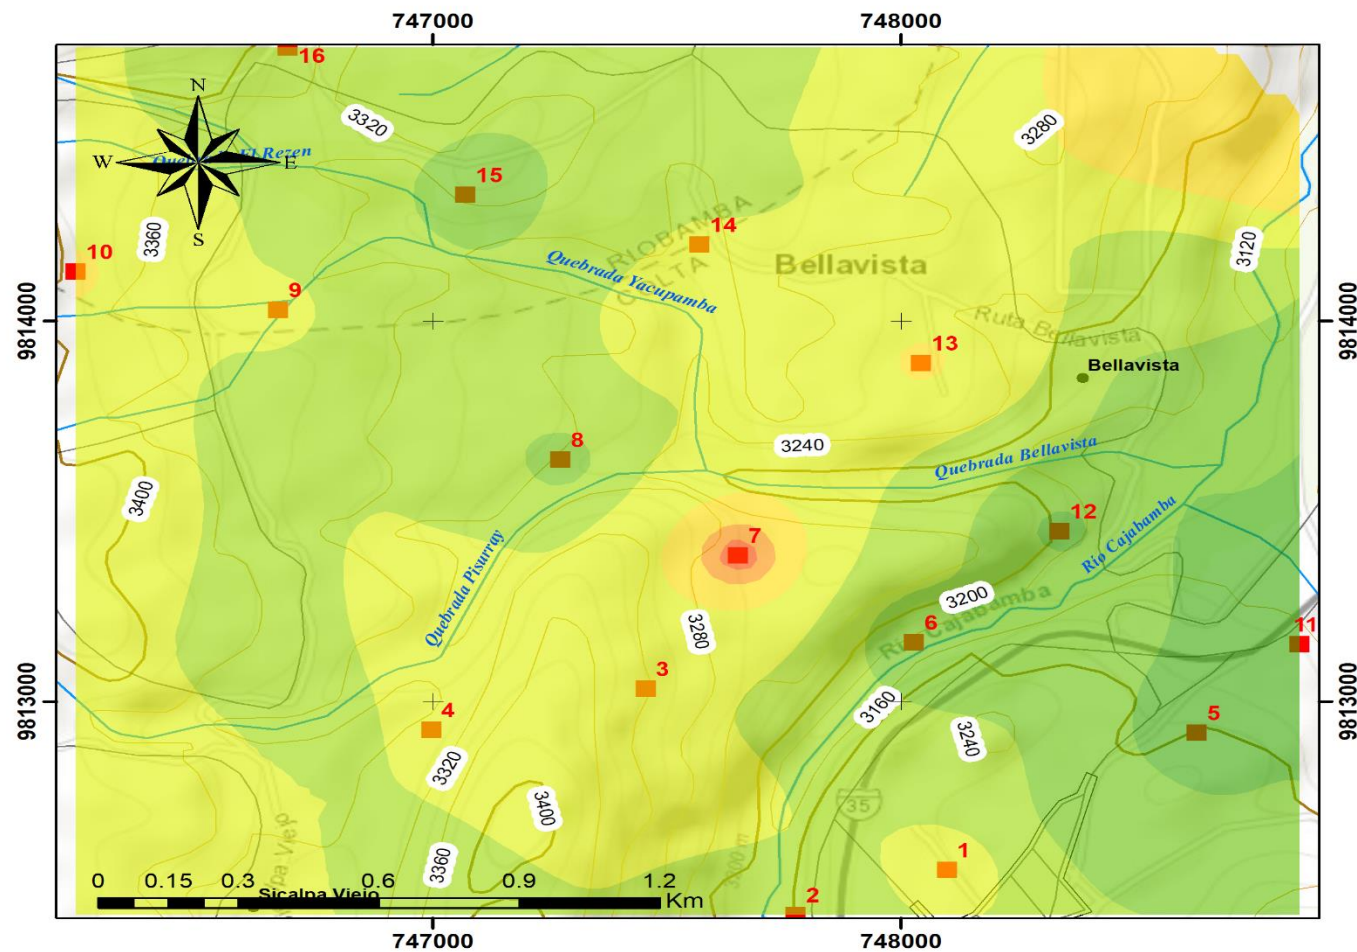 747000
748000
16
3320
3280
N
W
E
S
Quebrada El Rezen
15
RIOBAMBA
COLTA
14
3360
3120
10
Quebrada Yacupamba
Bellavista
9
9814000
9814000
Ruta Bellavista
13
Bellavista
8
3240
Quebrada Bellavista
3400
7
12
Río Cajabamba
Quebrada Pisurray
3200
Río Cajabamba
3280
6
11
3
9813000
9813000
4
3160
5
3240
3320
3400
35
3200 m
3360
1
0
0.15
0.3
0.6
0.9
1.2
Km
Sicalpa Viejo
2
747000
748000